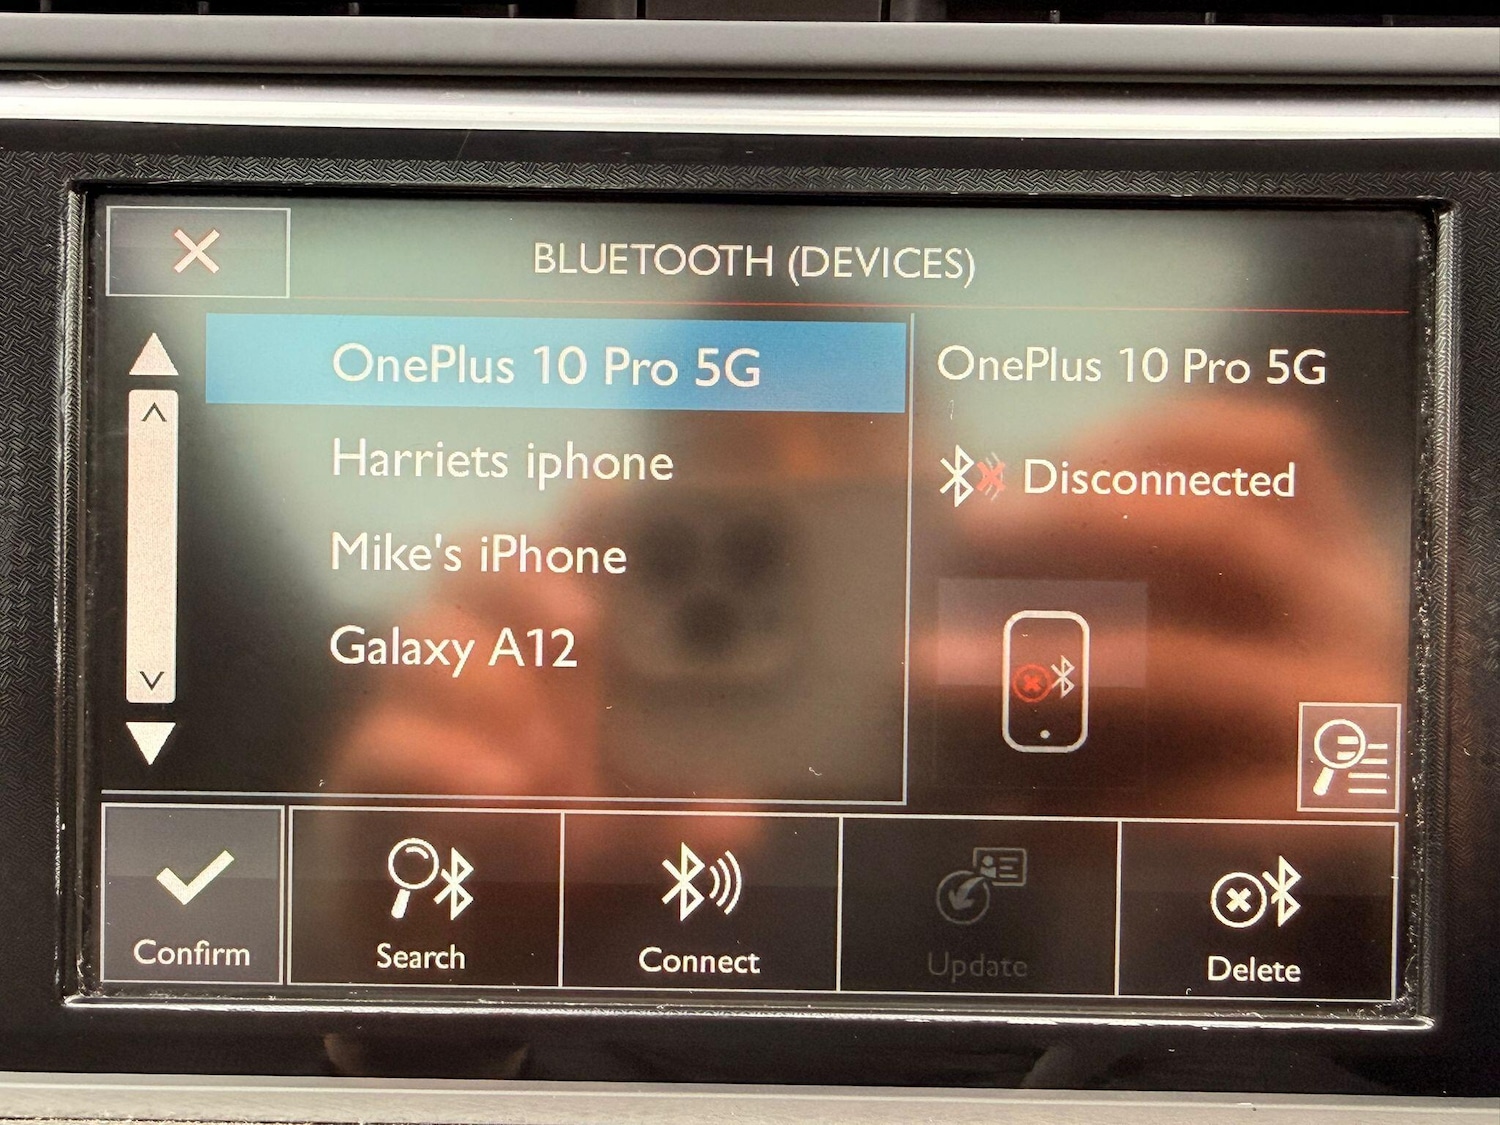 BLUETOOTH (DEVICES)
OnePlus 10 Pro 5G
Harriets iphone
Mike's iPhone
Galaxy A12
OnePlus 10 Pro 5G
Disconnected
Confirm
Search
Connect
Update
Delete